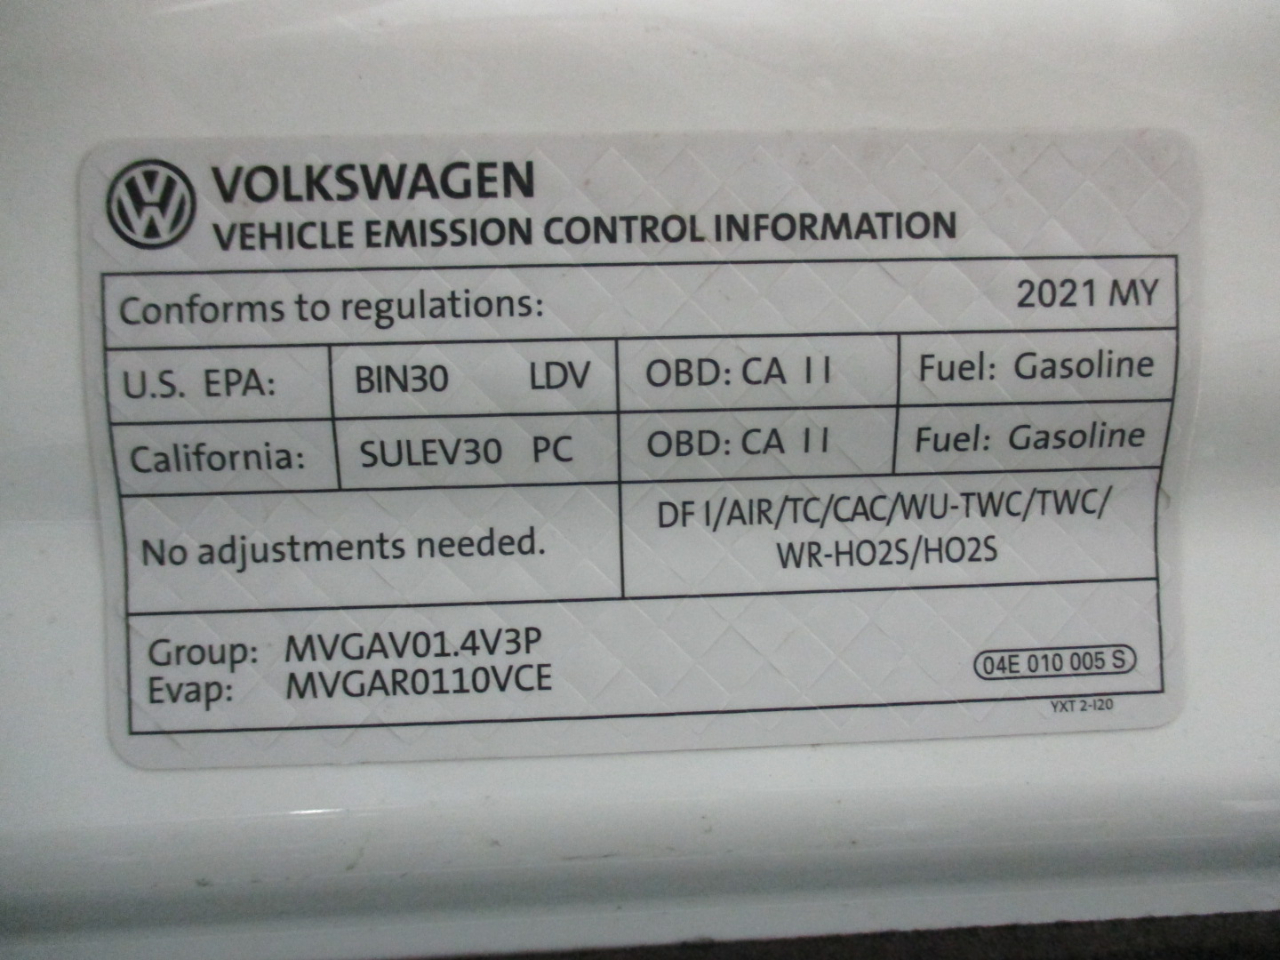 VOLKSWAGEN
VEHICLE EMISSION CONTROL INFORMATION
Conforms to regulations: 2021 MY
U.S. EPA: BIN30 LDV OBD: CA II Fuel: Gasoline
California: SULEV30 PC OBD: CA II Fuel: Gasoline
No adjustments needed.
DFI/AIR/TC/CAC/WU-TWC/TWC/
WR-HO2S/HO2S
Group: MVGAV01.4V3P
Evap: MVGAR0110VCE
04E 010 005 S
YXT 2-I20